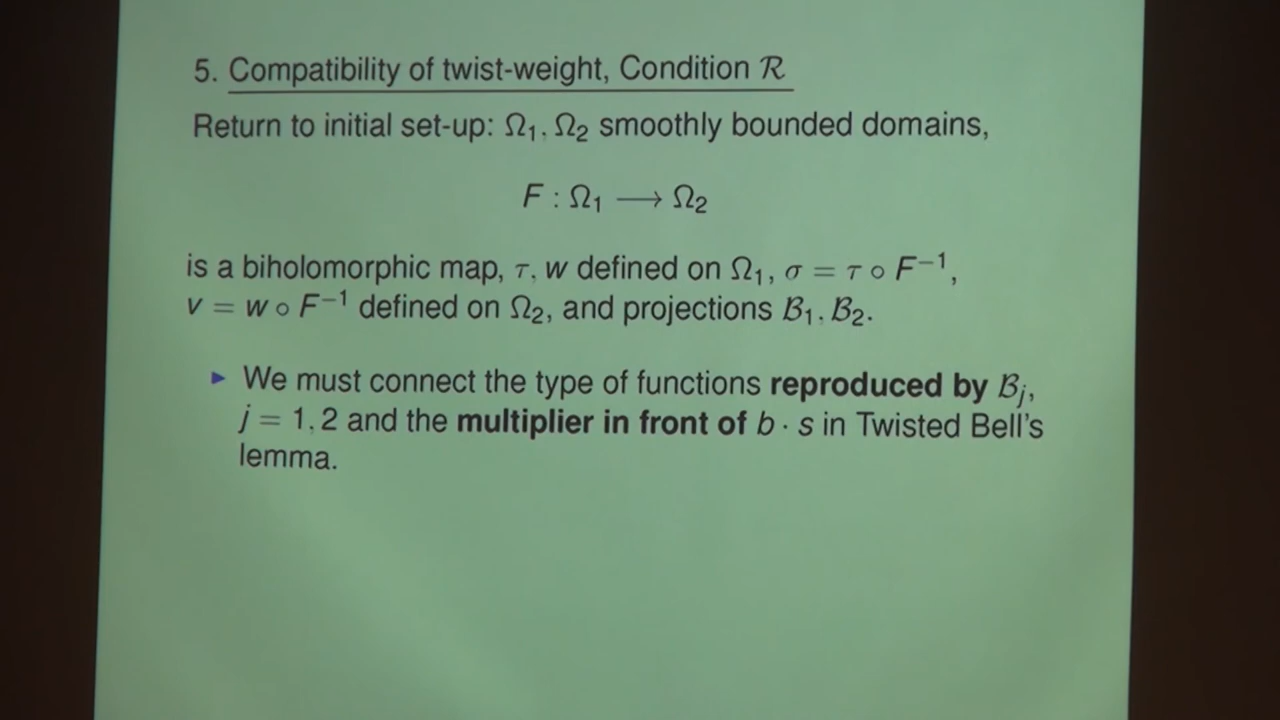 5. Compatibility of twist-weight, Condition ℛ
Return to initial set-up: Ω₁, Ω₂ smoothly bounded domains,
F : Ω₁ ⟶ Ω₂
is a biholomorphic map, τ, w defined on Ω₁, σ = τ ∘ F⁻¹,
v = w ∘ F⁻¹ defined on Ω₂, and projections ℬ₁, ℬ₂.
► We must connect the type of functions reproduced by ℬⱼ,
j = 1, 2 and the multiplier in front of b · s in Twisted Bell's
lemma.